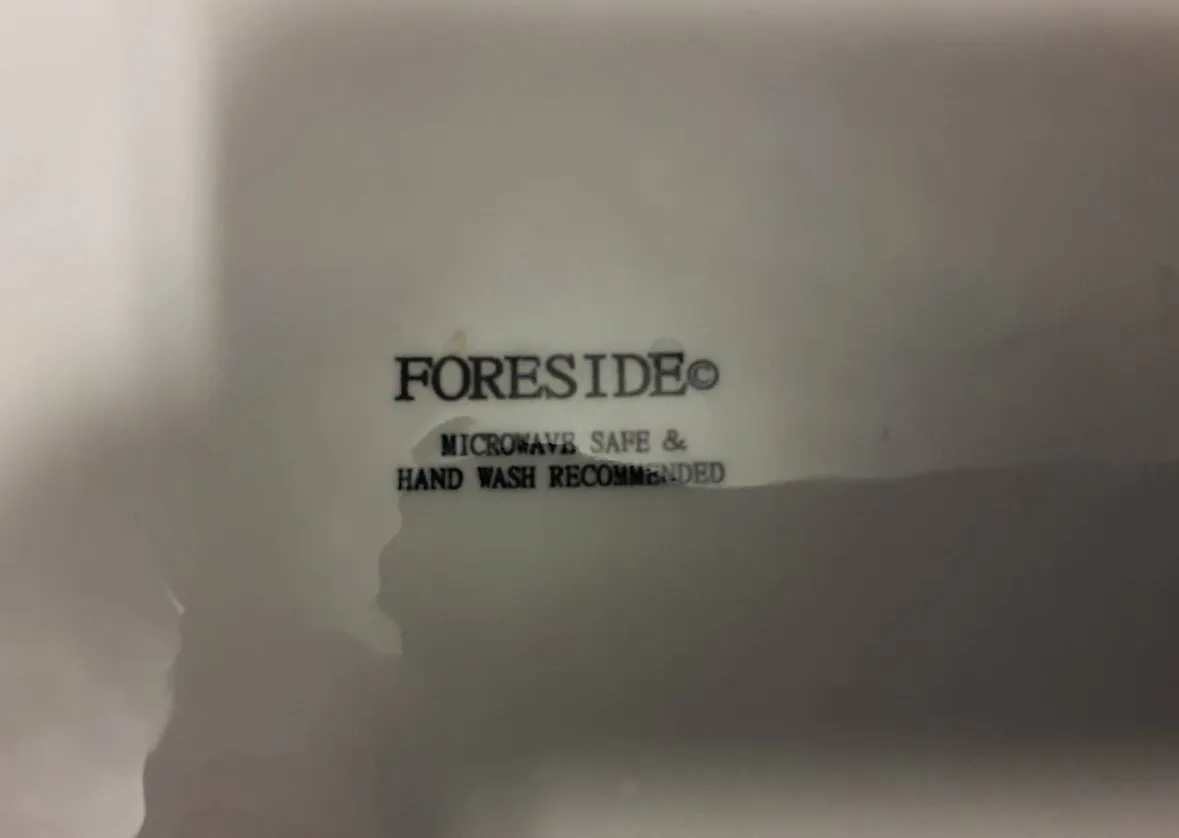 FORESIDE©
MICROWAVE SAFE &
HAND WASH RECOMMENDED